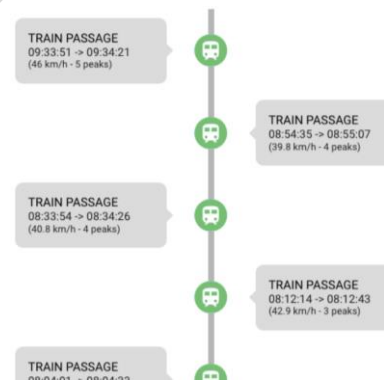 TRAIN PASSAGE
09:33:51 -> 09:34:21
(46 km/h - 5 peaks)
TRAIN PASSAGE
08:54:35 -> 08:55:07
(39.8 km/h - 4 peaks)
TRAIN PASSAGE
08:33:54 -> 08:34:26
(40.8 km/h - 4 peaks)
TRAIN PASSAGE
08:12:14 -> 08:12:43
(42.9 km/h - 3 peaks)
TRAIN PASSAGE